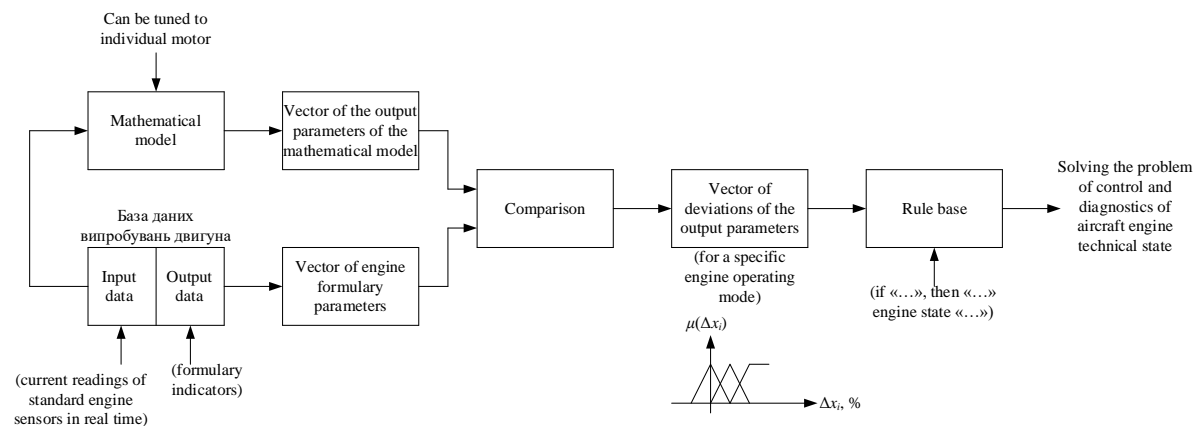 Can be tuned to
individual motor
Mathematical
model
Vector of the output
parameters of the
mathematical model
База даних
випробувань двигуна
Input
data
Output
data
Vector of engine
formulary
parameters
(current readings of
standard engine
sensors in real time)
(formulary
indicators)
Comparison
Vector of
deviations of the
output parameters
(for a specific
engine operating
mode)
μ(Δxᵢ)
Δxᵢ, %
Rule base
(if «…», then «…»
engine state «…»)
Solving the problem
of control and
diagnostics of
aircraft engine
technical state